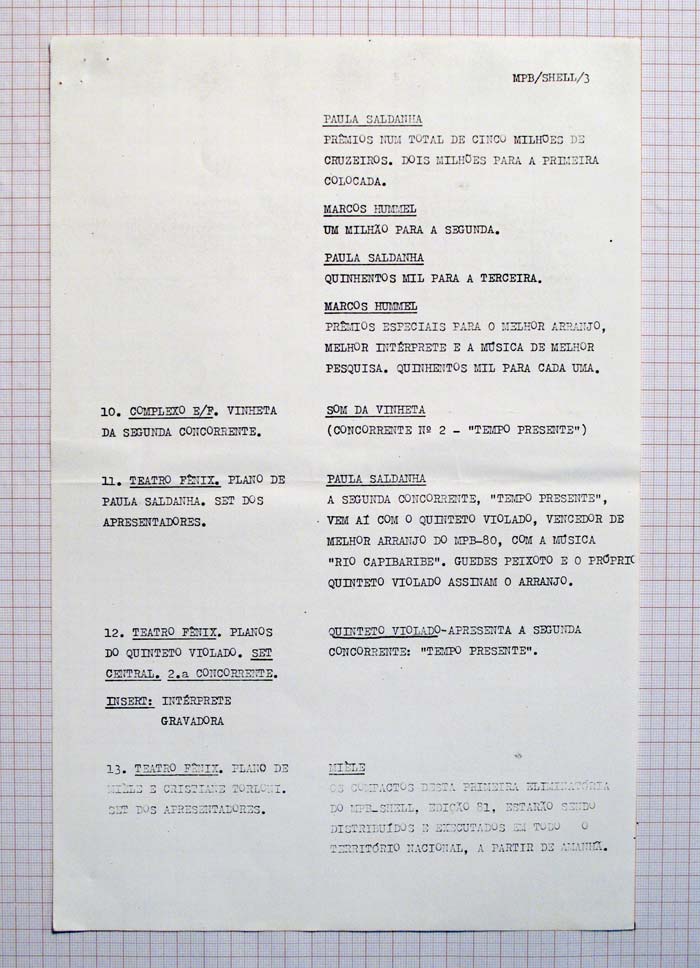 MPB/SHELL/3
PAULA SALDANHA
PRÊMIOS NUM TOTAL DE CINCO MILHÕES DE
CRUZEIROS. DOIS MILHÕES PARA A PRIMEIRA
COLOCADA.
MARCOS HUMMEL
UM MILHÃO PARA A SEGUNDA.
PAULA SALDANHA
QUINHENTOS MIL PARA A TERCEIRA.
MARCOS HUMMEL
PRÊMIOS ESPECIAIS PARA O MELHOR ARRANJO,
MELHOR INTÉRPRETE E A MÚSICA DE MELHOR
PESQUISA. QUINHENTOS MIL PARA CADA UMA.
10. COMPLEXO E/F. VINHETA
DA SEGUNDA CONCORRENTE.
SOM DA VINHETA
(CONCORRENTE Nº 2 - "TEMPO PRESENTE")
11. TEATRO FÊNIX. PLANO DE
PAULA SALDANHA. SET DOS
APRESENTADORES.
PAULA SALDANHA
A SEGUNDA CONCORRENTE, "TEMPO PRESENTE",
VEM AÍ COM O QUINTETO VIOLADO, VENCEDOR DE
MELHOR ARRANJO DO MPB-80, COM A MÚSICA
"RIO CAPIBARIBE". GUEDES PEIXOTO E O PRÓPRIO
QUINTETO VIOLADO ASSINAM O ARRANJO.
12. TEATRO FÊNIX. PLANOS
DO QUINTETO VIOLADO. SET
CENTRAL. 2.a CONCORRENTE.
INSERT: INTÉRPRETE
GRAVADORA
QUINTETO VIOLADO-APRESENTA A SEGUNDA
CONCORRENTE: "TEMPO PRESENTE".
13. TEATRO FÊNIX. PLANO DE
MIÈLE E CRISTIANE TORLONI.
SET DOS APRESENTADORES.
MIÈLE
OS COMPACTOS DESTA PRIMEIRA ELIMINATÓRIA
DO MPB-SHELL, EDIÇÃO 81, ESTARÃO SENDO
DISTRIBUÍDOS E EXECUTADOS EM TODO O
TERRITÓRIO NACIONAL, A PARTIR DE AMANHÃ.